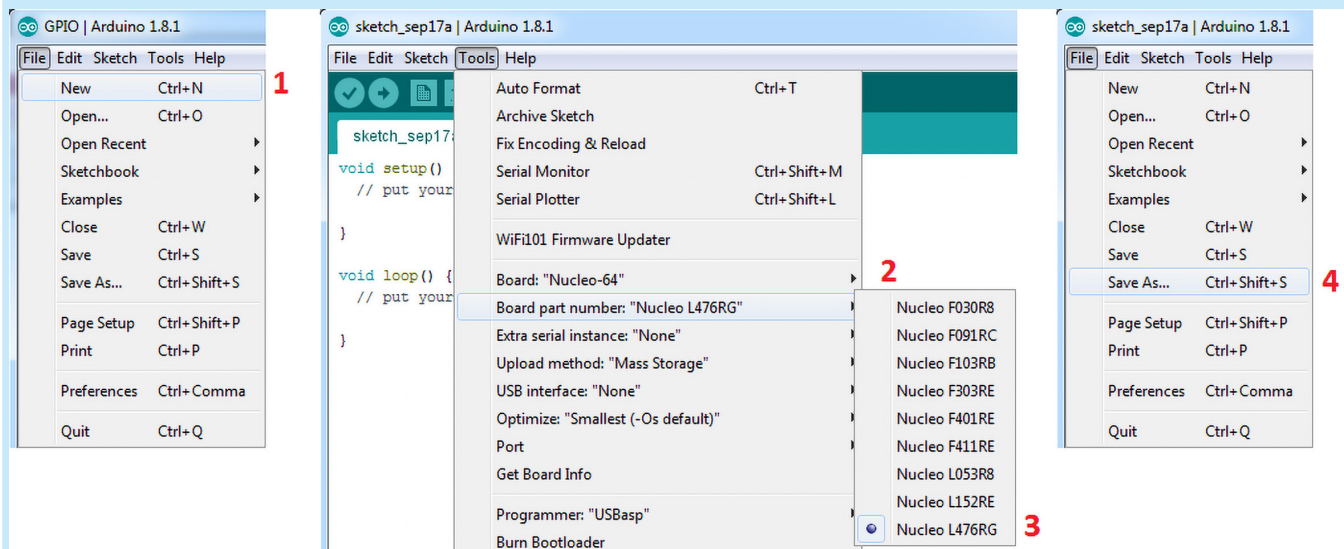 GPIO | Arduino 1.8.1
File Edit Sketch Tools Help
New Ctrl+N
1
Open... Ctrl+O
Open Recent
Sketchbook
Examples
Close Ctrl+W
Save Ctrl+S
Save As... Ctrl+Shift+S
Page Setup Ctrl+Shift+P
Print Ctrl+P
Preferences Ctrl+Comma
Quit Ctrl+Q
sketch_sep17a | Arduino 1.8.1
File Edit Sketch Tools Help
sketch_sep17
void setup()
// put your
}
void loop() {
// put your
}
Auto Format Ctrl+T
Archive Sketch
Fix Encoding & Reload
Serial Monitor Ctrl+Shift+M
Serial Plotter Ctrl+Shift+L
WiFi101 Firmware Updater
Board: "Nucleo-64"
2
Board part number: "Nucleo L476RG"
Extra serial instance: "None"
Upload method: "Mass Storage"
USB interface: "None"
Optimize: "Smallest (-Os default)"
Port
Get Board Info
Programmer: "USBasp"
Burn Bootloader
Nucleo F030R8
Nucleo F091RC
Nucleo F103RB
Nucleo F303RE
Nucleo F401RE
Nucleo F411RE
Nucleo L053R8
Nucleo L152RE
Nucleo L476RG
3
sketch_sep17a | Arduino 1.8.1
File Edit Sketch Tools Help
New Ctrl+N
Open... Ctrl+O
Open Recent
Sketchbook
Examples
Close Ctrl+W
Save Ctrl+S
Save As... Ctrl+Shift+S
4
Page Setup Ctrl+Shift+P
Print Ctrl+P
Preferences Ctrl+Comma
Quit Ctrl+Q